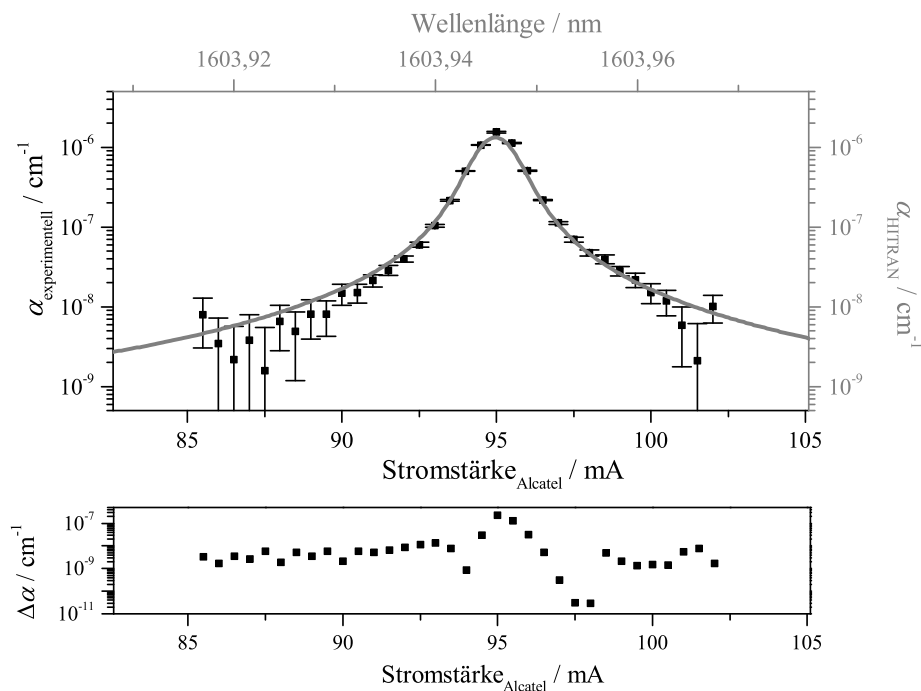 Wellenlänge / nm
1603,92 1603,94 1603,96
α_experimentell / cm⁻¹
10⁻⁶
10⁻⁷
10⁻⁸
10⁻⁹
α_HITRAN / cm⁻¹
10⁻⁶
10⁻⁷
10⁻⁸
10⁻⁹
85 90 95 100 105
Stromstärke_Alcatel / mA
Δα / cm⁻¹
10⁻⁷
10⁻⁹
10⁻¹¹
85 90 95 100 105
Stromstärke_Alcatel / mA